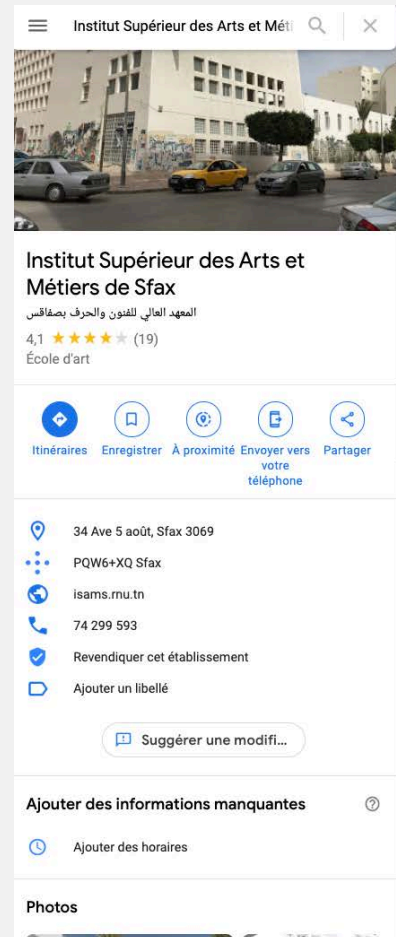 Institut Supérieur des Arts et Méti
Institut Supérieur des Arts et
Métiers de Sfax
المعهد العالي للفنون والحرف بصفاقس
4,1 ★★★★★ (19)
École d'art
Itinéraires Enregistrer À proximité Envoyer vers votre téléphone Partager
34 Ave 5 août, Sfax 3069
PQW6+XQ Sfax
isams.rnu.tn
74 299 593
Revendiquer cet établissement
Ajouter un libellé
Suggérer une modifi...
Ajouter des informations manquantes
Ajouter des horaires
Photos